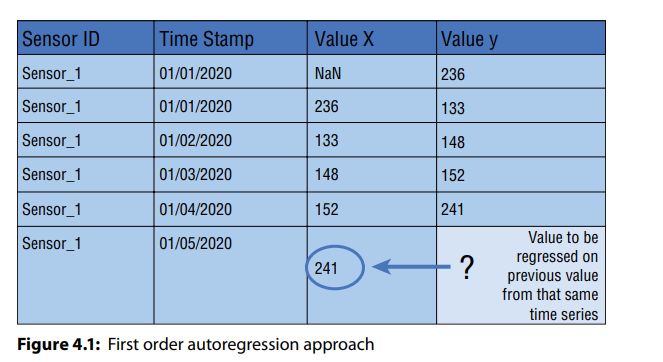 Sensor ID Time Stamp Value X Value y
Sensor_1 01/01/2020 NaN 236
Sensor_1 01/01/2020 236 133
Sensor_1 01/02/2020 133 148
Sensor_1 01/03/2020 148 152
Sensor_1 01/04/2020 152 241
Sensor_1 01/05/2020
241
?
Value to be
regressed on
previous value
from that same
time series
Figure 4.1: First order autoregression approach